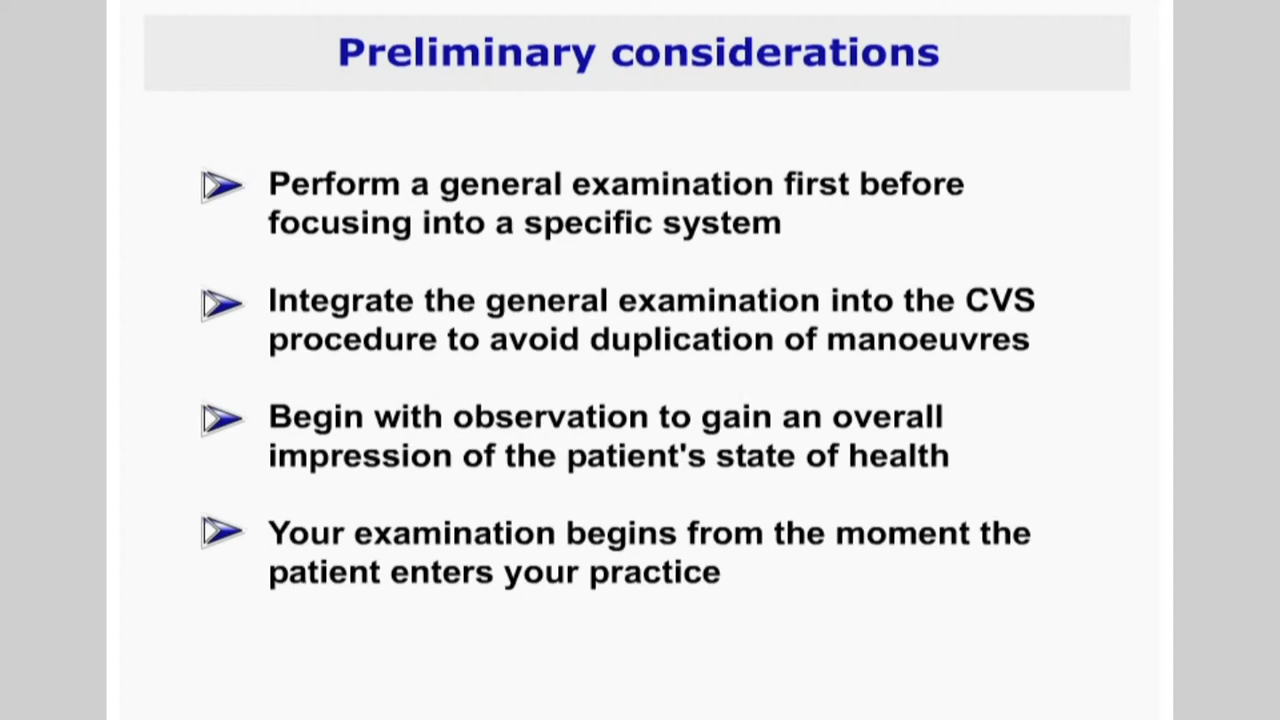 Preliminary considerations
Perform a general examination first before
focusing into a specific system
Integrate the general examination into the CVS
procedure to avoid duplication of manoeuvres
Begin with observation to gain an overall
impression of the patient's state of health
Your examination begins from the moment the
patient enters your practice